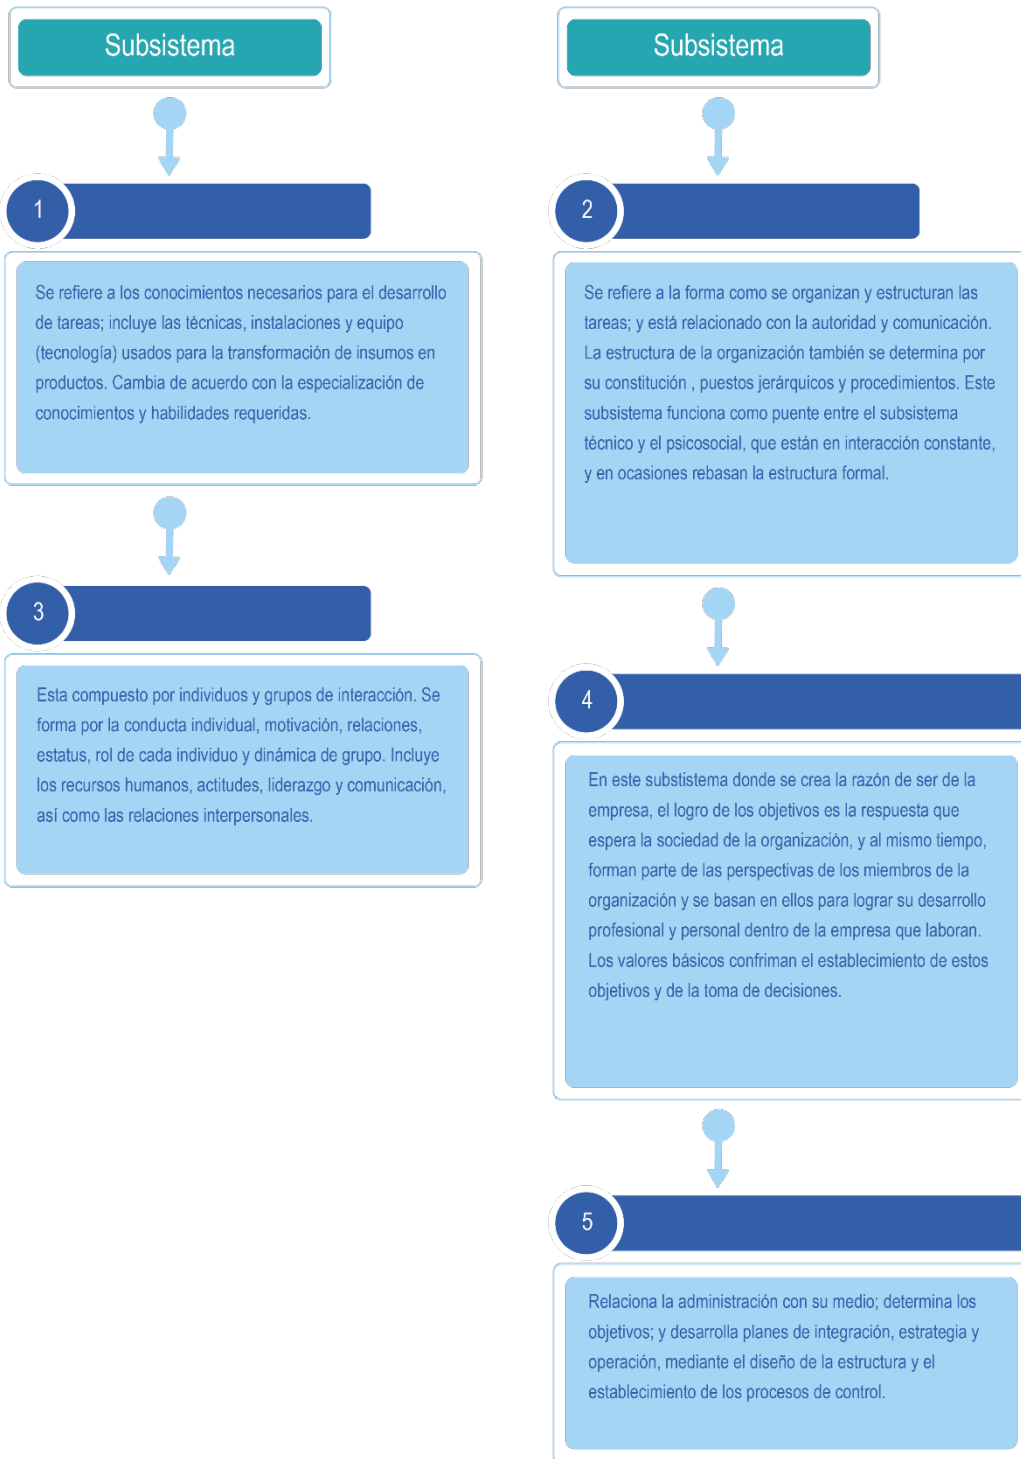 Subsistema
1
Se refiere a los conocimientos necesarios para el desarrollo
de tareas; incluye las técnicas, instalaciones y equipo
(tecnología) usados para la transformación de insumos en
productos. Cambia de acuerdo con la especialización de
conocimientos y habilidades requeridas.
3
Esta compuesto por individuos y grupos de interacción. Se
forma por la conducta individual, motivación, relaciones,
estatus, rol de cada individuo y dinámica de grupo. Incluye
los recursos humanos, actitudes, liderazgo y comunicación,
así como las relaciones interpersonales.
Subsistema
2
Se refiere a la forma como se organizan y estructuran las
tareas; y está relacionado con la autoridad y comunicación.
La estructura de la organización también se determina por
su constitución , puestos jerárquicos y procedimientos. Este
subsistema funciona como puente entre el subsistema
técnico y el psicosocial, que están en interacción constante,
y en ocasiones rebasan la estructura formal.
4
En este substistema donde se crea la razón de ser de la
empresa, el logro de los objetivos es la respuesta que
espera la sociedad de la organización, y al mismo tiempo,
forman parte de las perspectivas de los miembros de la
organización y se basan en ellos para lograr su desarrollo
profesional y personal dentro de la empresa que laboran.
Los valores básicos confriman el establecimiento de estos
objetivos y de la toma de decisiones.
5
Relaciona la administración con su medio; determina los
objetivos; y desarrolla planes de integración, estrategia y
operación, mediante el diseño de la estructura y el
establecimiento de los procesos de control.